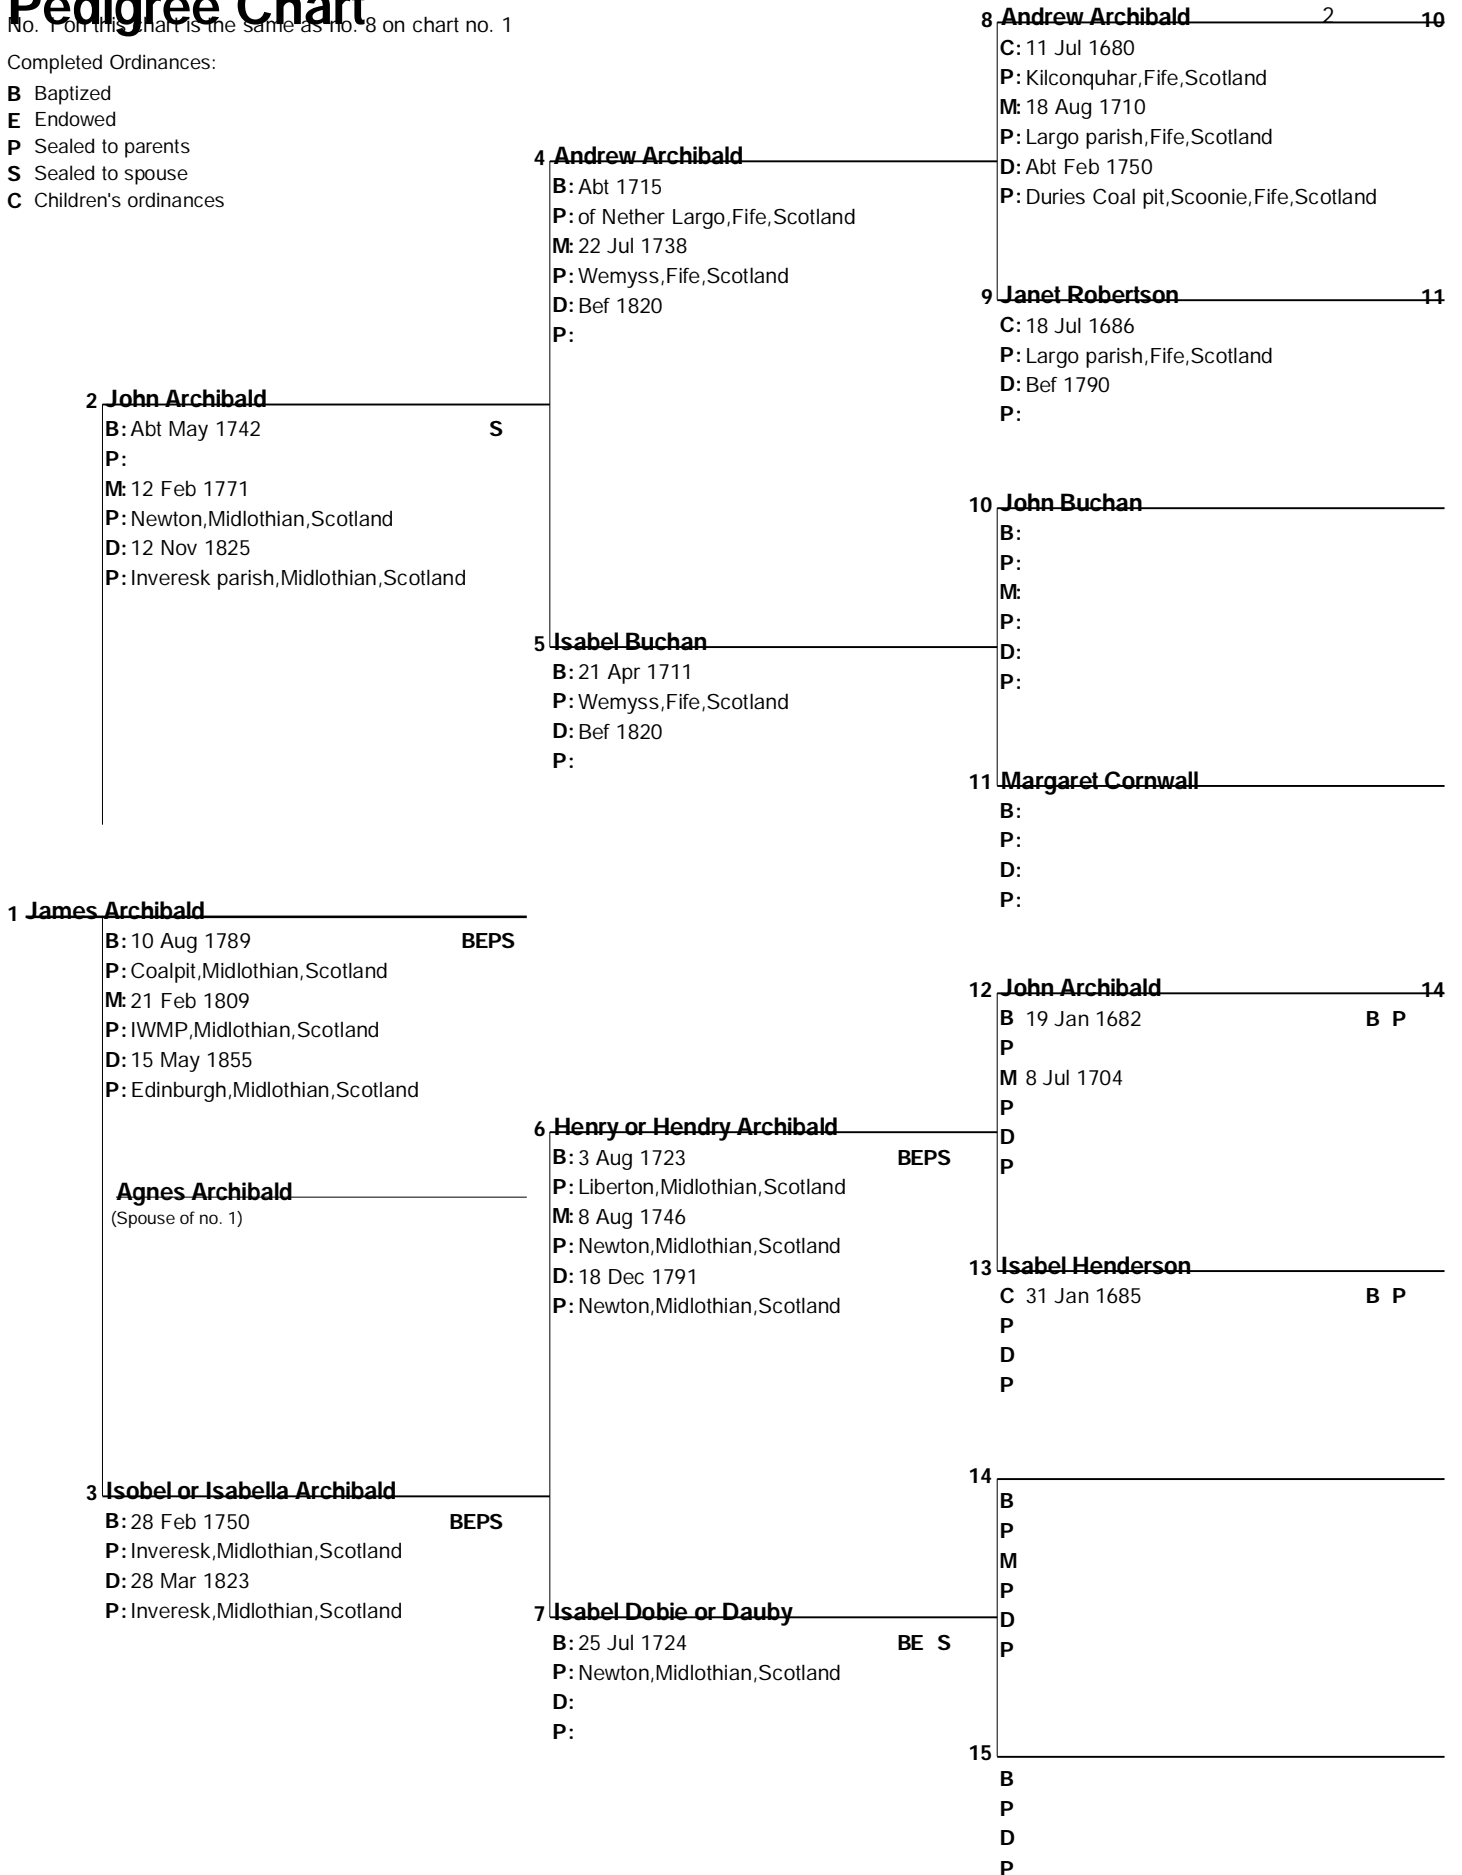 Pedigree Chart
No. 1 on this chart is the same as no. 8 on chart no. 1
Completed Ordinances:
B Baptized
E Endowed
P Sealed to parents
S Sealed to spouse
C Children's ordinances
2
8 Andrew Archibald 10
C: 11 Jul 1680
P: Kilconquhar,Fife,Scotland
M: 18 Aug 1710
P: Largo parish,Fife,Scotland
D: Abt Feb 1750
P: Duries Coal pit,Scoonie,Fife,Scotland
4 Andrew Archibald
B: Abt 1715
P: of Nether Largo,Fife,Scotland
M: 22 Jul 1738
P: Wemyss,Fife,Scotland
D: Bef 1820
P:
9 Janet Robertson 11
C: 18 Jul 1686
P: Largo parish,Fife,Scotland
D: Bef 1790
P:
2 John Archibald
B: Abt May 1742 S
P:
M: 12 Feb 1771
P: Newton,Midlothian,Scotland
D: 12 Nov 1825
P: Inveresk parish,Midlothian,Scotland
10 John Buchan
B:
P:
M:
P:
D:
P:
5 Isabel Buchan
B: 21 Apr 1711
P: Wemyss,Fife,Scotland
D: Bef 1820
P:
11 Margaret Cornwall
B:
P:
D:
P:
1 James Archibald
B: 10 Aug 1789 BEPS
P: Coalpit,Midlothian,Scotland
M: 21 Feb 1809
P: IWMP,Midlothian,Scotland
D: 15 May 1855
P: Edinburgh,Midlothian,Scotland
Agnes Archibald
(Spouse of no. 1)
12 John Archibald 14
B 19 Jan 1682 B P
P
M 8 Jul 1704
P
D
P
6 Henry or Hendry Archibald
B: 3 Aug 1723 BEPS
P: Liberton,Midlothian,Scotland
M: 8 Aug 1746
P: Newton,Midlothian,Scotland
D: 18 Dec 1791
P: Newton,Midlothian,Scotland
13 Isabel Henderson
C 31 Jan 1685 B P
P
D
P
3 Isobel or Isabella Archibald
B: 28 Feb 1750 BEPS
P: Inveresk,Midlothian,Scotland
D: 28 Mar 1823
P: Inveresk,Midlothian,Scotland
14
B
P
M
P
D
P
7 Isabel Dobie or Dauby
B: 25 Jul 1724 BE S
P: Newton,Midlothian,Scotland
D:
P:
15
B
P
D
P